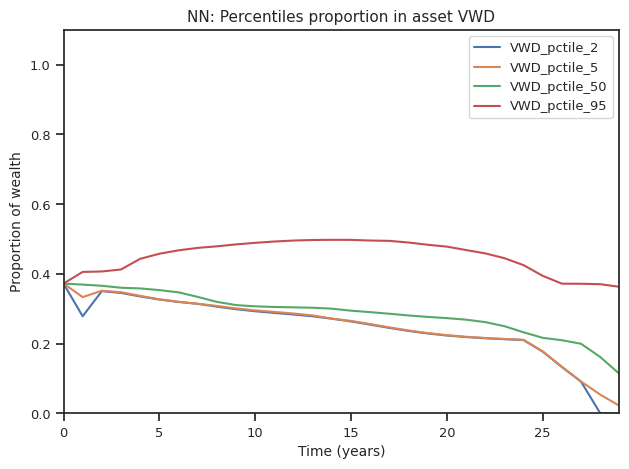 NN: Percentiles proportion in asset VWD
VWD_pctile_2
VWD_pctile_5
VWD_pctile_50
VWD_pctile_95
Proportion of wealth
1.0
0.8
0.6
0.4
0.2
0.0
0 5 10 15 20 25
Time (years)